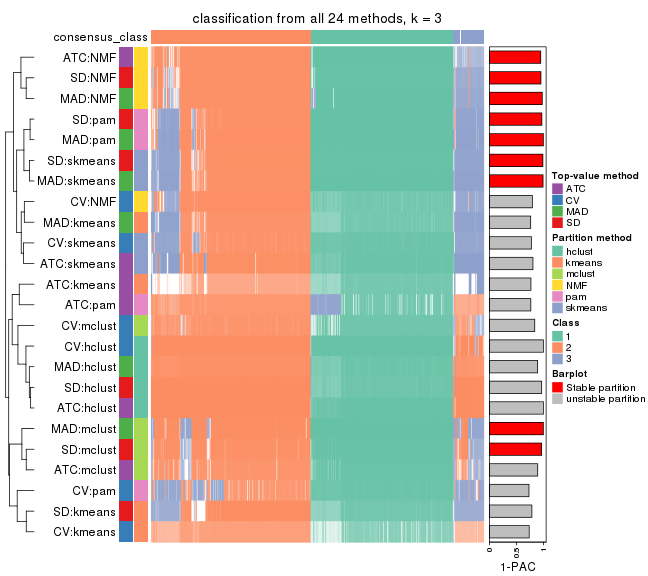 classification from all 24 methods, k = 3
consensus_class
ATC:NMF
SD:NMF
MAD:NMF
SD:pam
MAD:pam
SD:skmeans
MAD:skmeans
CV:NMF
MAD:kmeans
CV:skmeans
ATC:skmeans
ATC:kmeans
ATC:pam
CV:mclust
CV:hclust
MAD:hclust
SD:hclust
ATC:hclust
MAD:mclust
SD:mclust
ATC:mclust
CV:pam
SD:kmeans
CV:kmeans
0
0.5
1
1-PAC
Top-value method
ATC
CV
MAD
SD
Partition method
hclust
kmeans
mclust
NMF
pam
skmeans
Class
1
2
3
Barplot
Stable partition
unstable partition